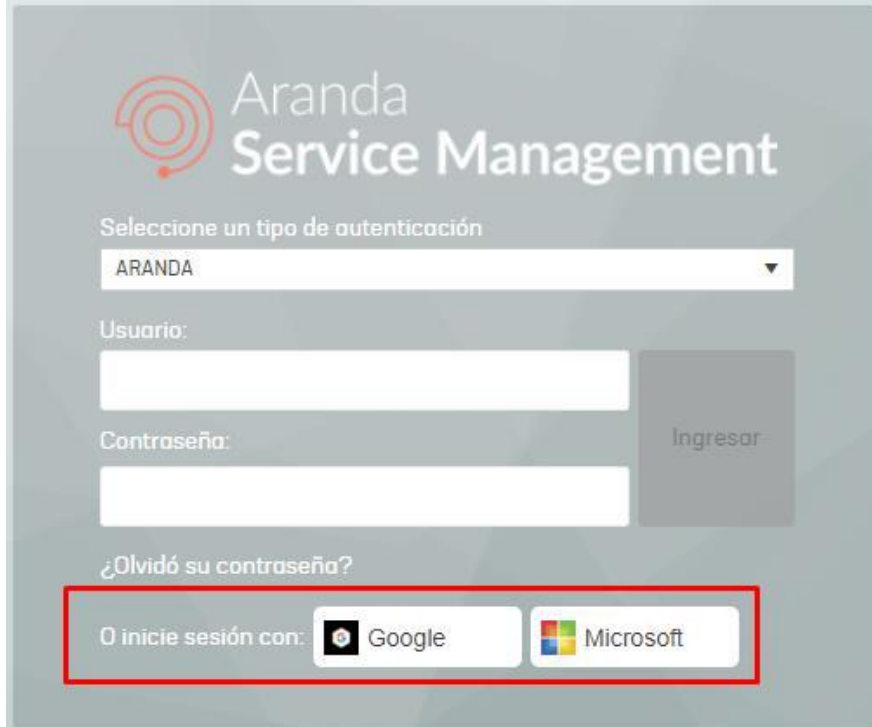 Aranda
Service Management
Seleccione un tipo de autenticación
ARANDA
Usuario:
Contraseña:
Ingresar
¿Olvidó su contraseña?
O inicie sesión con: Google Microsoft